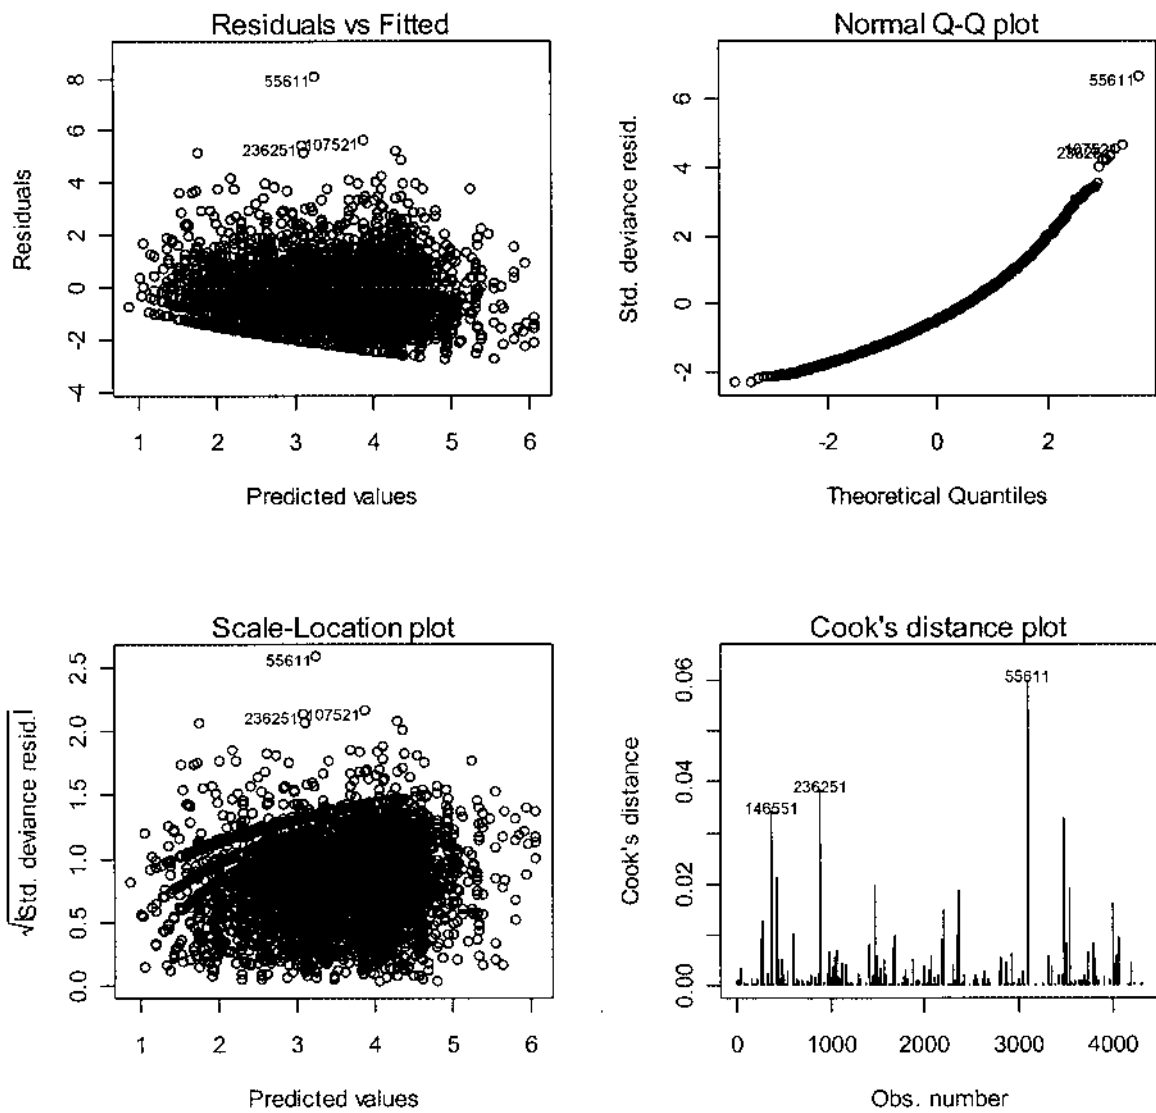 Residuals vs Fitted
Residuals
8
6
4
2
0
-2
-4
55611
236251
107521
1 2 3 4 5 6
Predicted values
Normal Q-Q plot
Std. deviance resid.
6
4
2
0
-2
55611
107521
236251
-2 0 2
Theoretical Quantiles
Scale-Location plot
√|Std. deviance resid.|
2.5
2.0
1.5
1.0
0.5
0.0
55611
236251
107521
1 2 3 4 5 6
Predicted values
Cook's distance plot
Cook's distance
0.06
0.04
0.02
0.00
55611
236251
146551
0 1000 2000 3000 4000
Obs. number